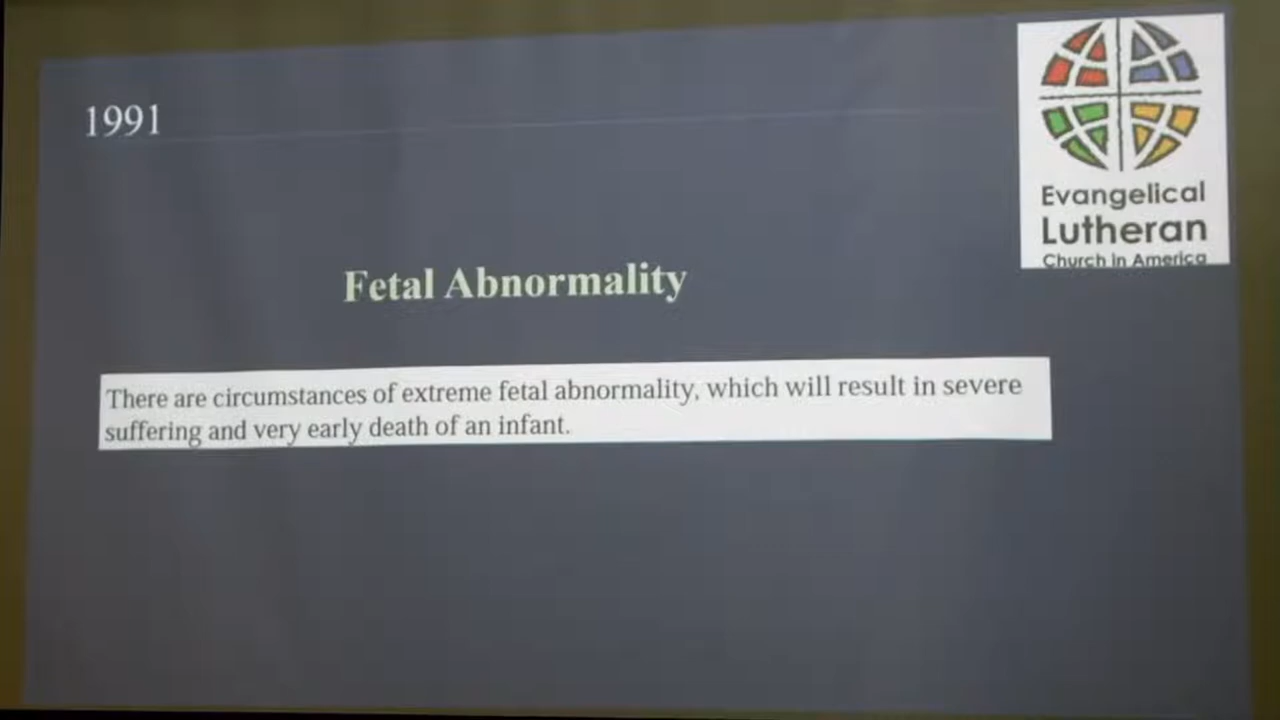 1991
Evangelical
Lutheran
Church in America
Fetal Abnormality
There are circumstances of extreme fetal abnormality, which will result in severe
suffering and very early death of an infant.